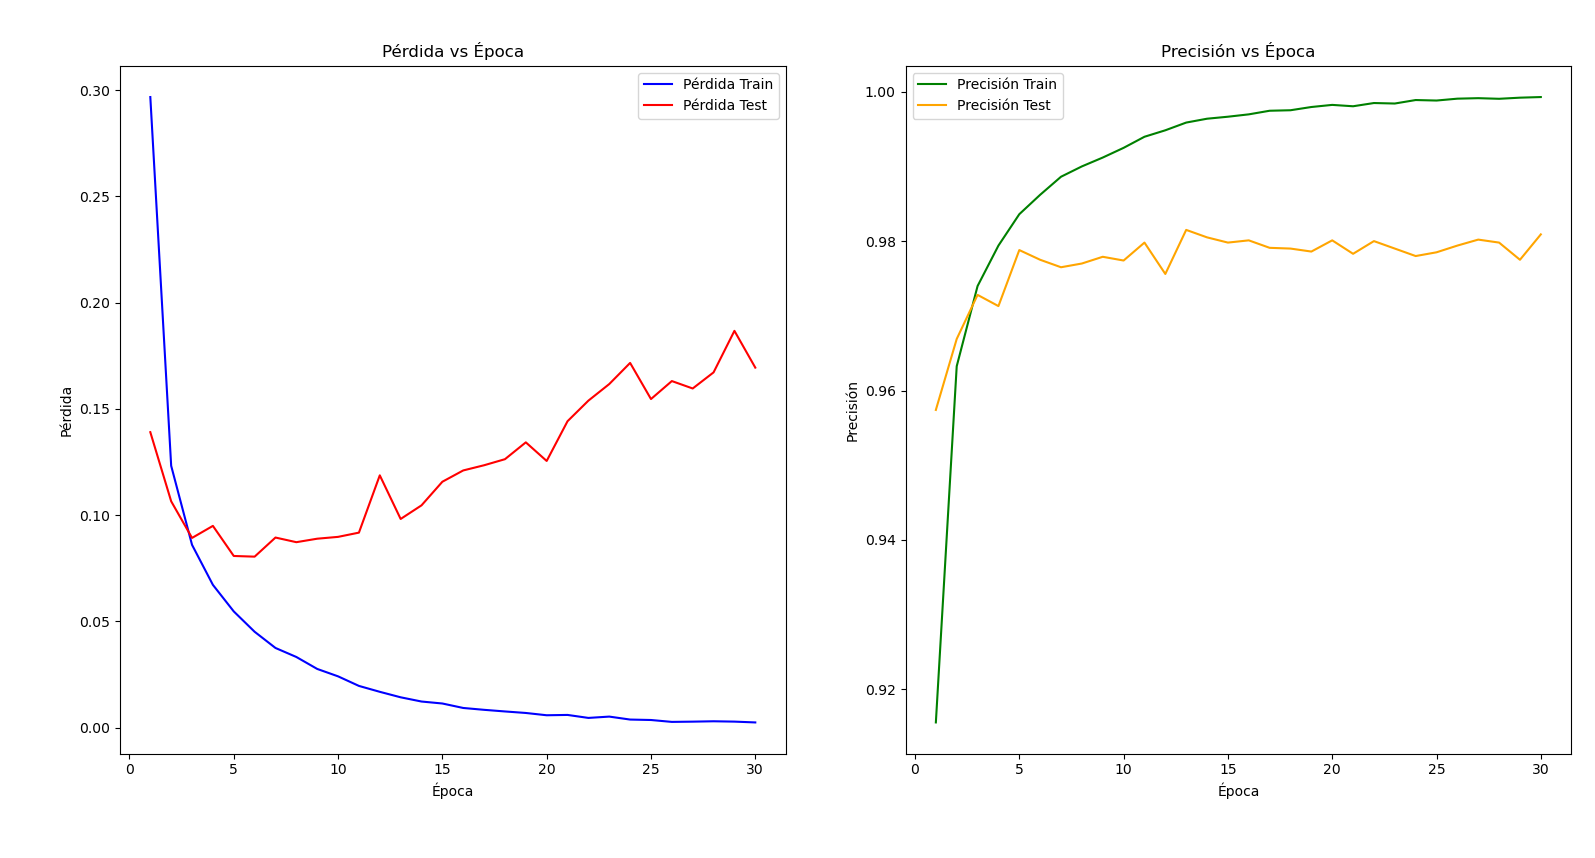 Pérdida vs Época
Pérdida Train
Pérdida Test
0.30
0.25
0.20
0.15
0.10
0.05
0.00
Pérdida
0
5
10
15
20
25
30
Época
Precisión vs Época
Precisión Train
Precisión Test
1.00
0.98
0.96
0.94
0.92
Precisión
0
5
10
15
20
25
30
Época